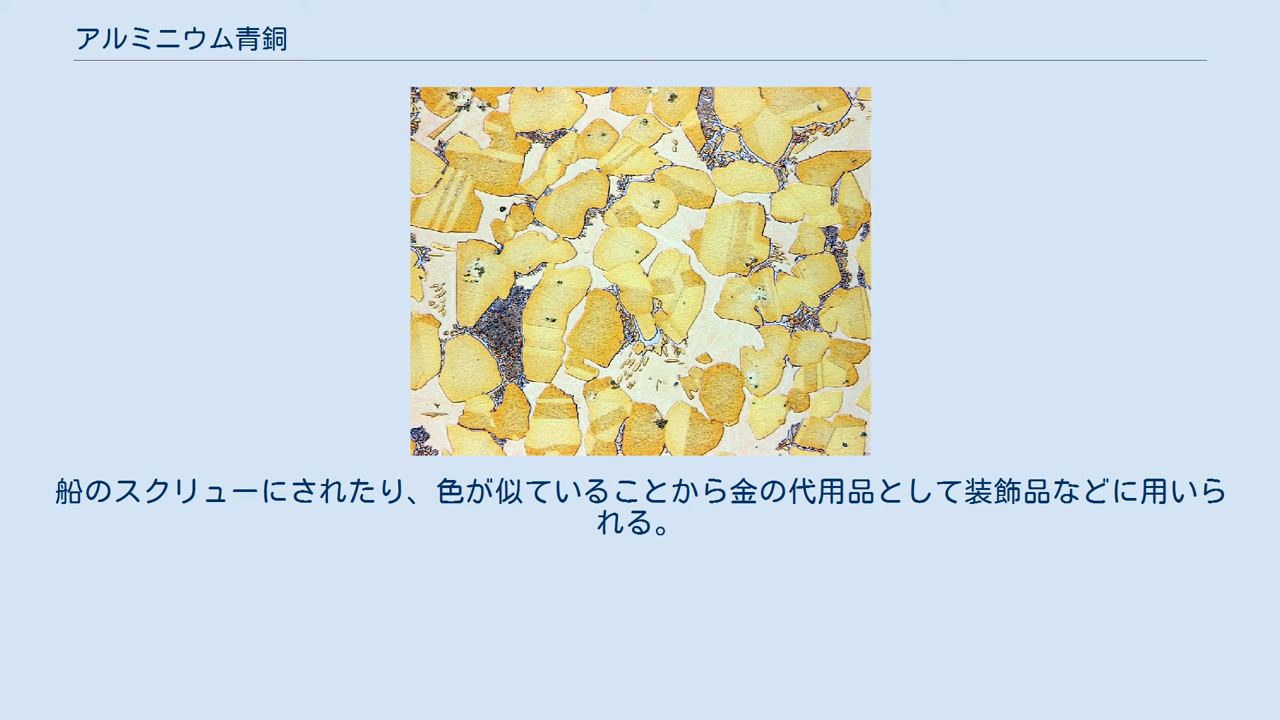 アルミニウム青銅
船のスクリューにされたり、色が似ていることから金の代用品として装飾品などに用いら
れる。